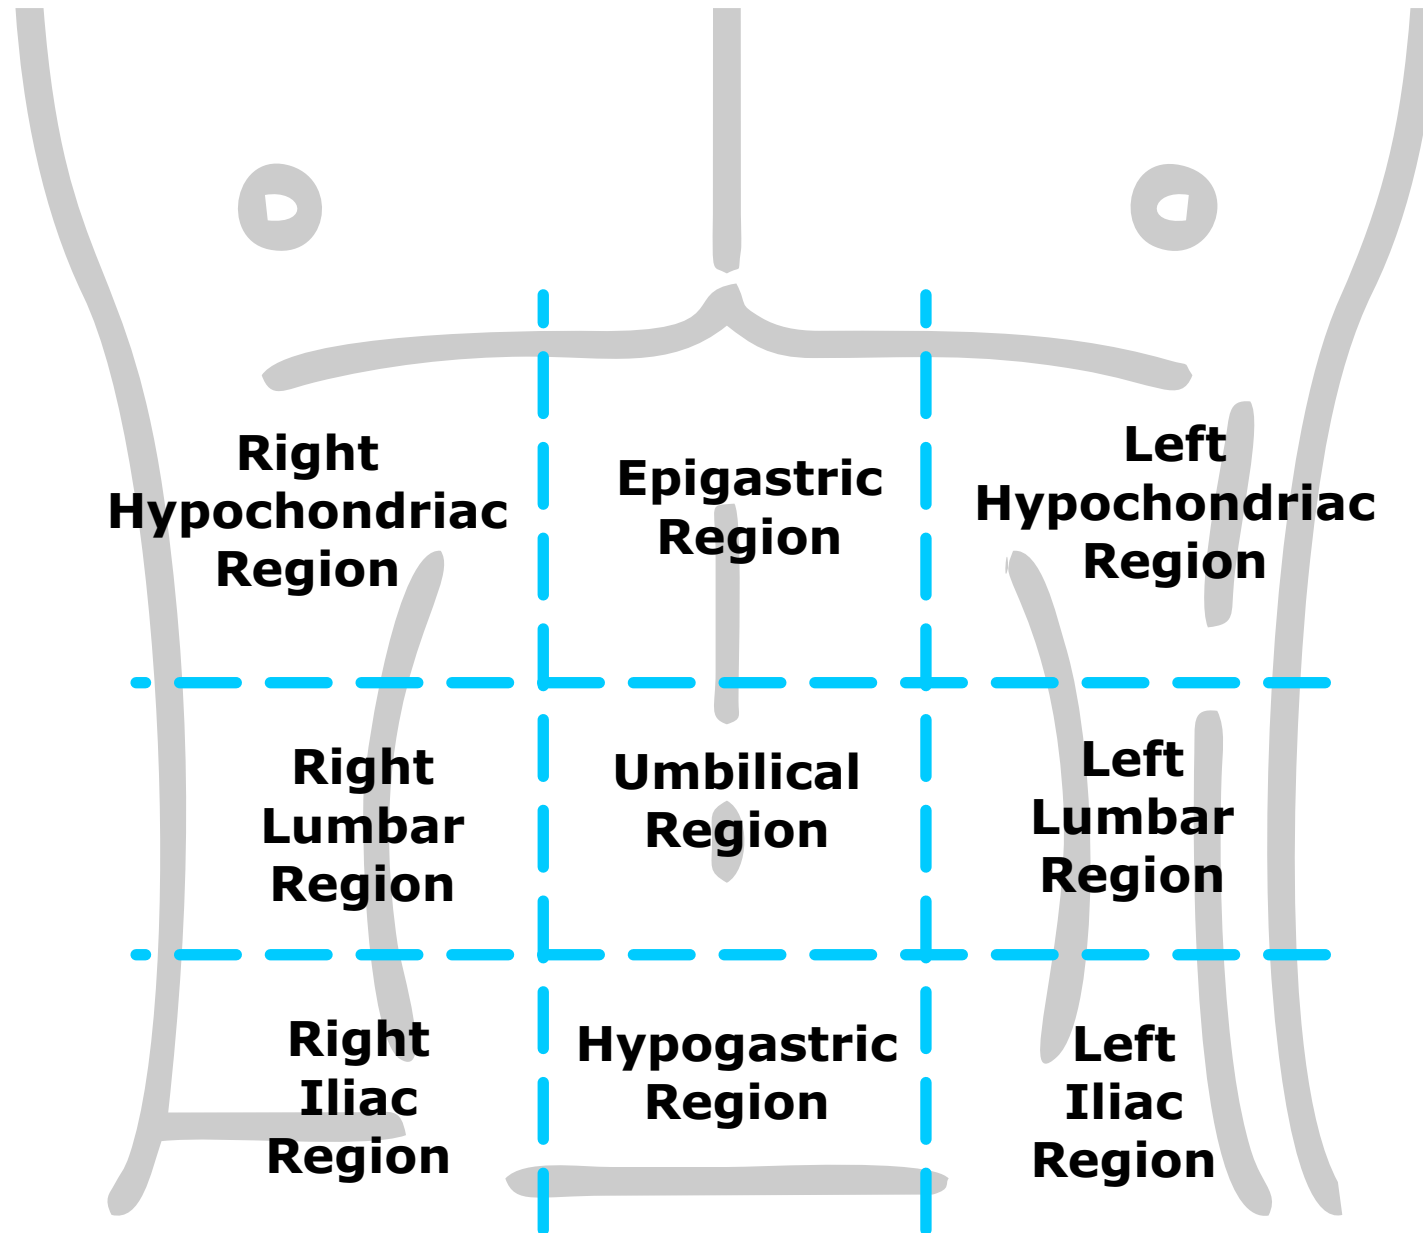 Right
Hypochondriac
Region
Epigastric
Region
Left
Hypochondriac
Region
Right
Lumbar
Region
Umbilical
Region
Left
Lumbar
Region
Right
Iliac
Region
Hypogastric
Region
Left
Iliac
Region